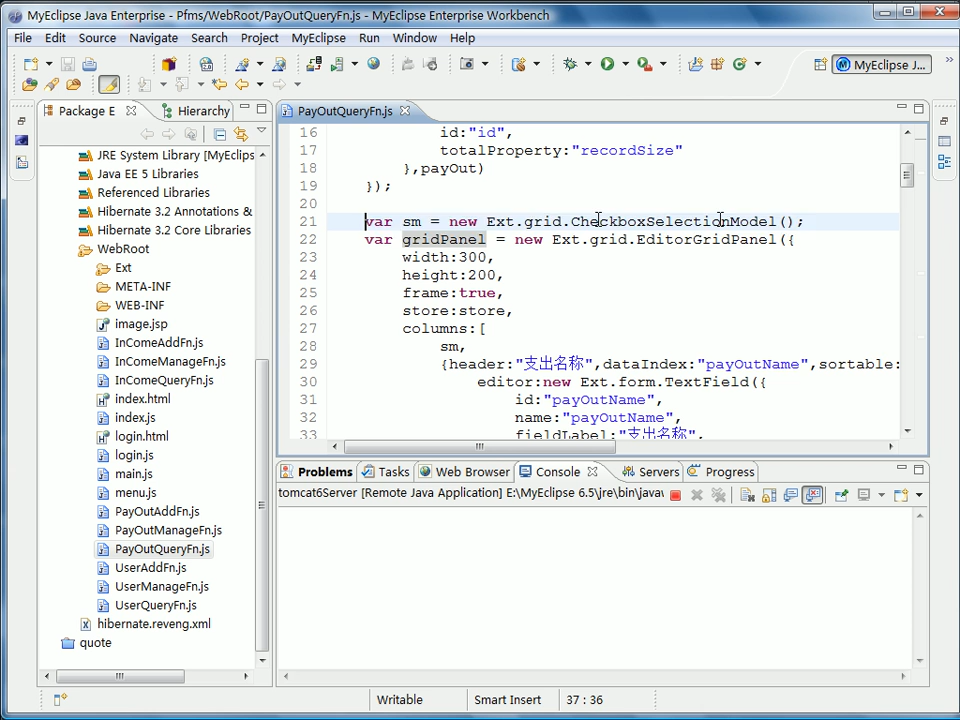 MyEclipse Java Enterprise - Pfms/WebRoot/PayOutQueryFn.js - MyEclipse Enterprise Workbench
File Edit Source Navigate Search Project MyEclipse Run Window Help
MyEclipse J...
Package E
Hierarchy
JRE System Library [MyEclips
Java EE 5 Libraries
Referenced Libraries
Hibernate 3.2 Annotations &
Hibernate 3.2 Core Libraries
WebRoot
Ext
META-INF
WEB-INF
image.jsp
InComeAddFn.js
InComeManageFn.js
InComeQueryFn.js
index.html
index.js
login.html
login.js
main.js
menu.js
PayOutAddFn.js
PayOutManageFn.js
PayOutQueryFn.js
UserAddFn.js
UserManageFn.js
UserQueryFn.js
hibernate.reveng.xml
quote
PayOutQueryFn.js
16 id:"id",
17 totalProperty:"recordSize"
18 },payOut)
19 });
20
21 var sm = new Ext.grid.CheckboxSelectionModel();
22 var gridPanel = new Ext.grid.EditorGridPanel({
23 width:300,
24 height:200,
25 frame:true,
26 store:store,
27 columns:[
28 sm,
29 {header:"支出名称",dataIndex:"payOutName",sortable:
30 editor:new Ext.form.TextField({
31 id:"payOutName",
32 name:"payOutName",
33 fieldLabel:"支出名称",
Problems Tasks Web Browser Console Servers Progress
tomcat6Server [Remote Java Application] E:\MyEclipse 6.5\jre\bin\javaw
Writable
Smart Insert
37 : 36